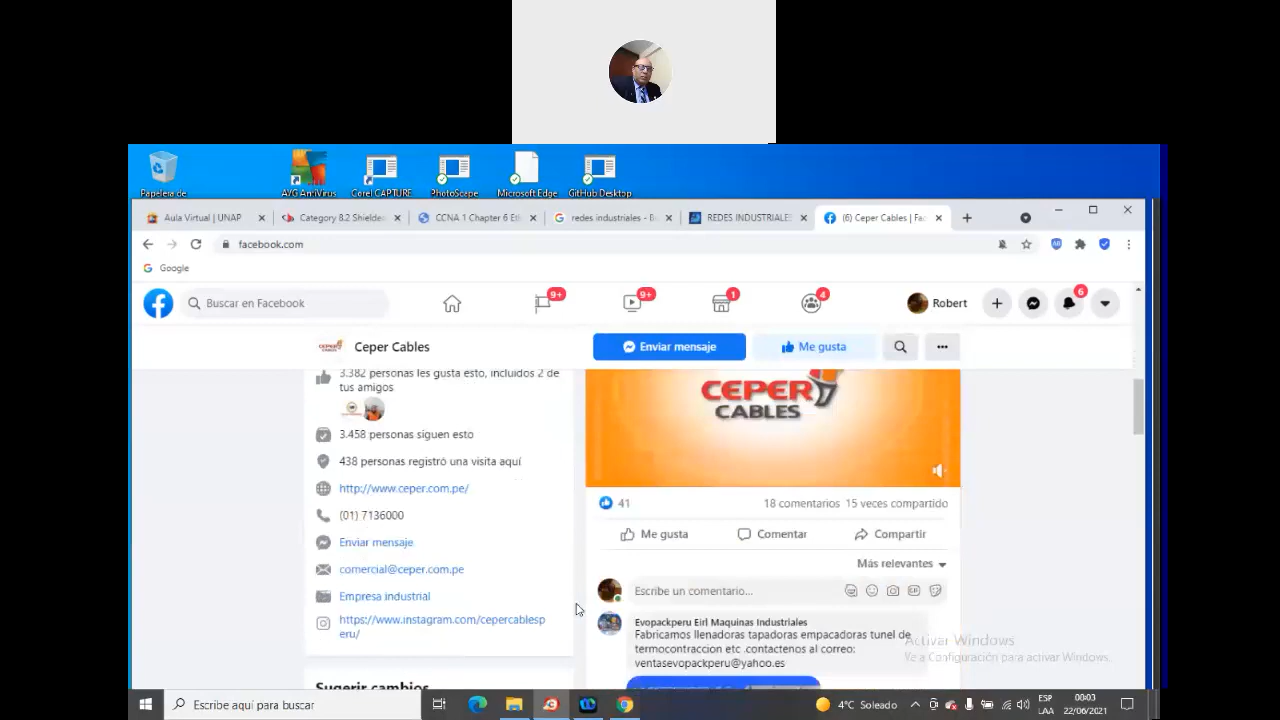 Papelera de
AVG AntiVirus
Corel CAPTURE
PhotoScape
Microsoft Edge
GitHub Desktop
Aula Virtual | UNAP
Category 8.2 Shielde
CCNA 1 Chapter 6 Eth
redes industriales - B
REDES INDUSTRIALES
(6) Ceper Cables | Fac
facebook.com
Google
Buscar en Facebook
9+
9+
1
4
Robert
6
Ceper Cables
Enviar mensaje
Me gusta
3.382 personas les gusta esto, incluidos 2 de
tus amigos
3.458 personas siguen esto
438 personas registró una visita aquí
http://www.ceper.com.pe/
(01) 7136000
Enviar mensaje
comercial@ceper.com.pe
Empresa industrial
https://www.instagram.com/cepercablesp
eru/
Sugerir cambios
CEPER
CABLES
41
18 comentarios 15 veces compartido
Me gusta
Comentar
Compartir
Más relevantes
Escribe un comentario...
GIF
Evopackperu Eirl Maquinas Industriales
Fabricamos llenadoras tapadoras empacadoras tunel de
termocontraccion etc .contactenos al correo:
ventasevopackperu@yahoo.es
Activar Windows
Ve a Configuración para activar Windows.
Escribe aquí para buscar
4°C Soleado
ESP
LAA
08:03
22/06/2021